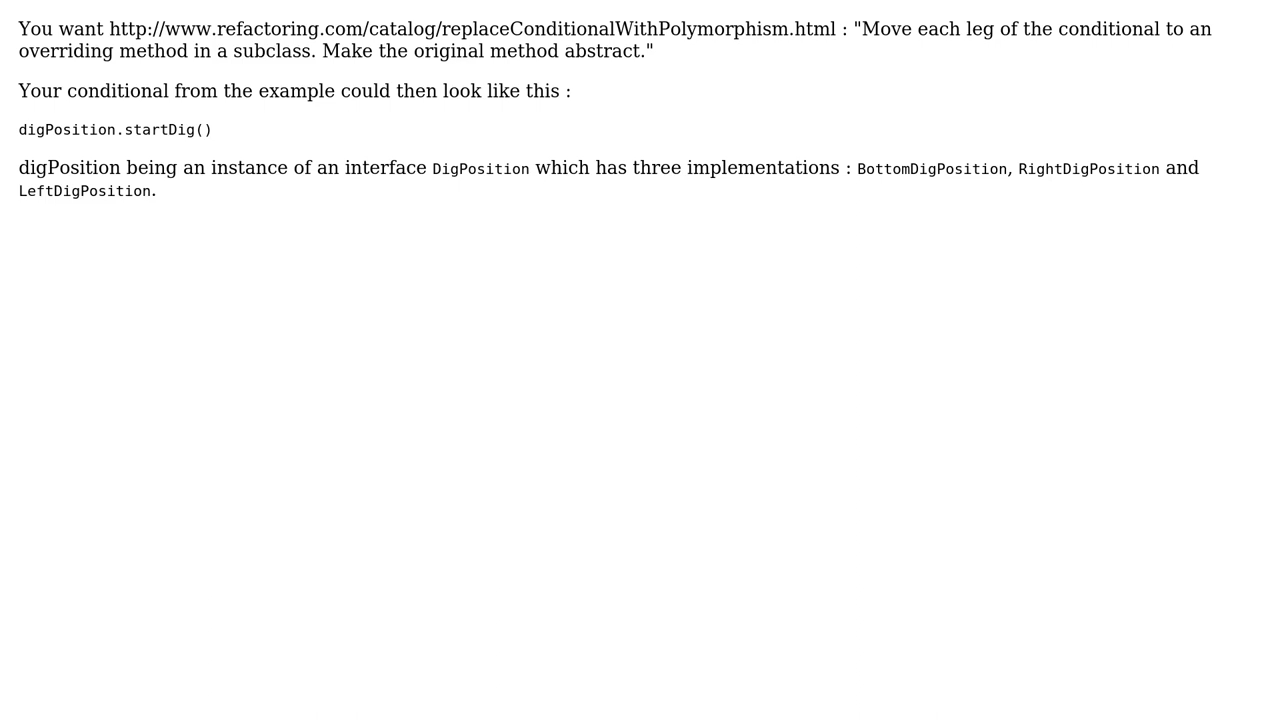 You want http://www.refactoring.com/catalog/replaceConditionalWithPolymorphism.html : "Move each leg of the conditional to an
overriding method in a subclass. Make the original method abstract."
Your conditional from the example could then look like this :
digPosition.startDig()
digPosition being an instance of an interface DigPosition which has three implementations : BottomDigPosition, RightDigPosition and
LeftDigPosition.